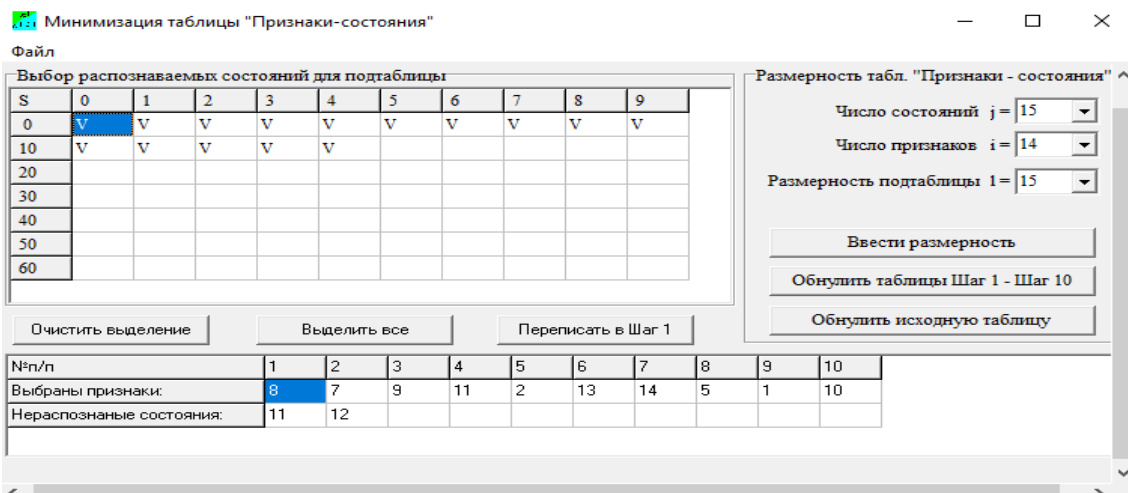 Минимизация таблицы "Признаки-состояния"
Файл
Выбор распознаваемых состояний для подтаблицы
S 0 1 2 3 4 5 6 7 8 9
0 V V V V V V V V V V
10 V V V V V
20
30
40
50
60
Размерность табл. "Признаки - состояния"
Число состояний j = 15
Число признаков i = 14
Размерность подтаблицы l = 15
Ввести размерность
Обнулить таблицы Шаг 1 - Шаг 10
Обнулить исходную таблицу
Очистить выделение Выделить все Переписать в Шаг 1
№п/п 1 2 3 4 5 6 7 8 9 10
Выбраны признаки: 8 7 9 11 2 13 14 5 1 10
Нераспознаные состояния: 11 12